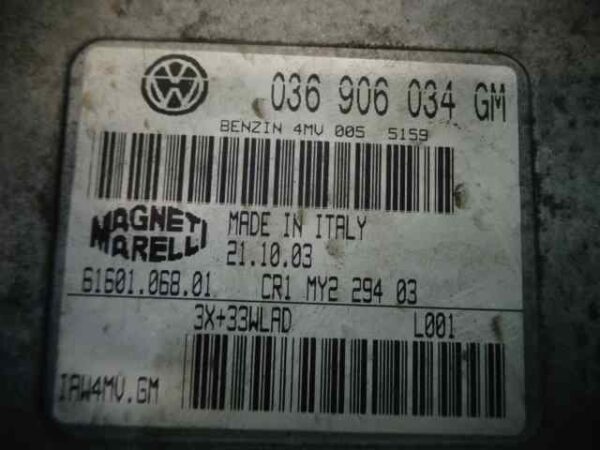 036 906 034 GM
BENZIN 4MV 005 5159
MAGNETI MARELLI
MADE IN ITALY
21.10.03
61601.068.01 CR1 MY2 294 03
3X+33WLAD L001
IAW4MV.GM